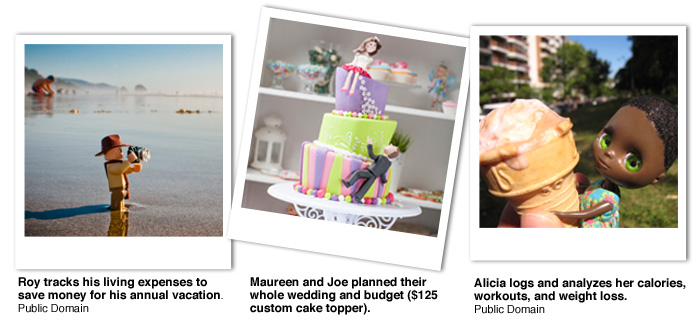 Roy tracks his living expenses to
save money for his annual vacation.
Public Domain
Maureen and Joe planned their
whole wedding and budget ($125
custom cake topper).
Alicia logs and analyzes her calories,
workouts, and weight loss.
Public Domain